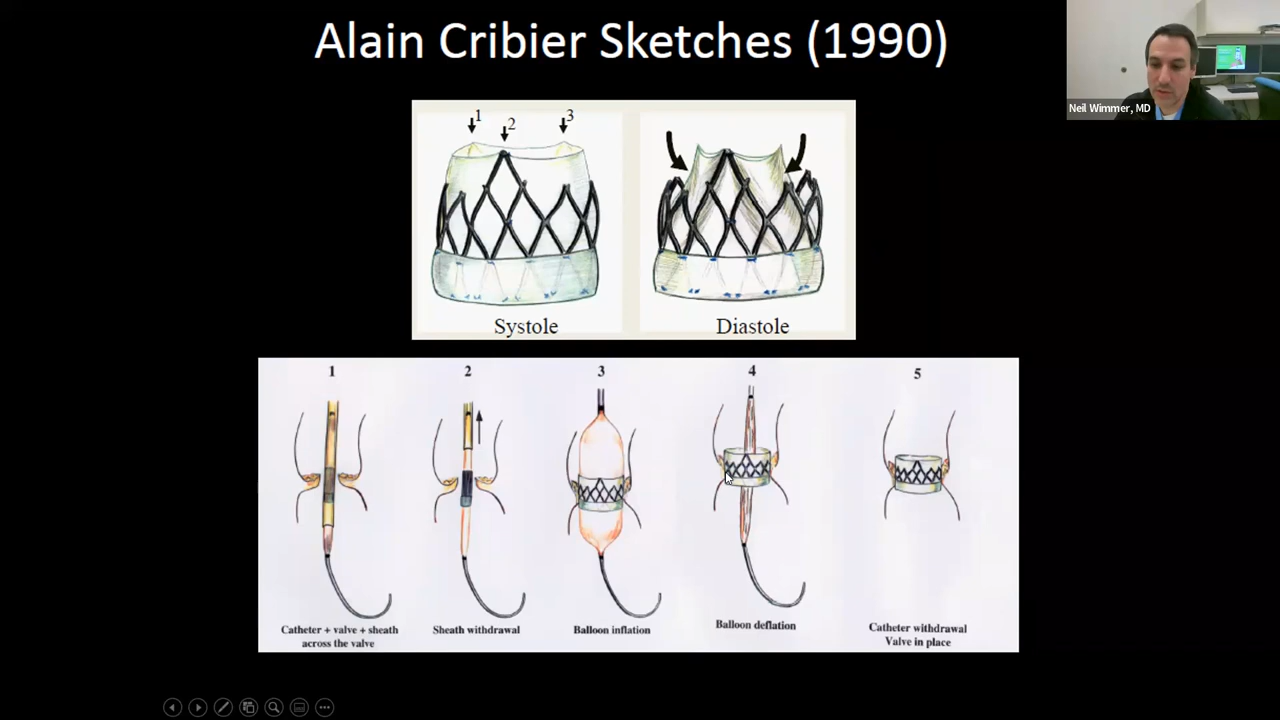 Alain Cribier Sketches (1990)
Neil Wimmer, MD
1
2
3
Systole
Diastole
1
2
3
4
5
Catheter + valve + sheath
across the valve
Sheath withdrawal
Balloon inflation
Balloon deflation
Catheter withdrawal
Valve in place